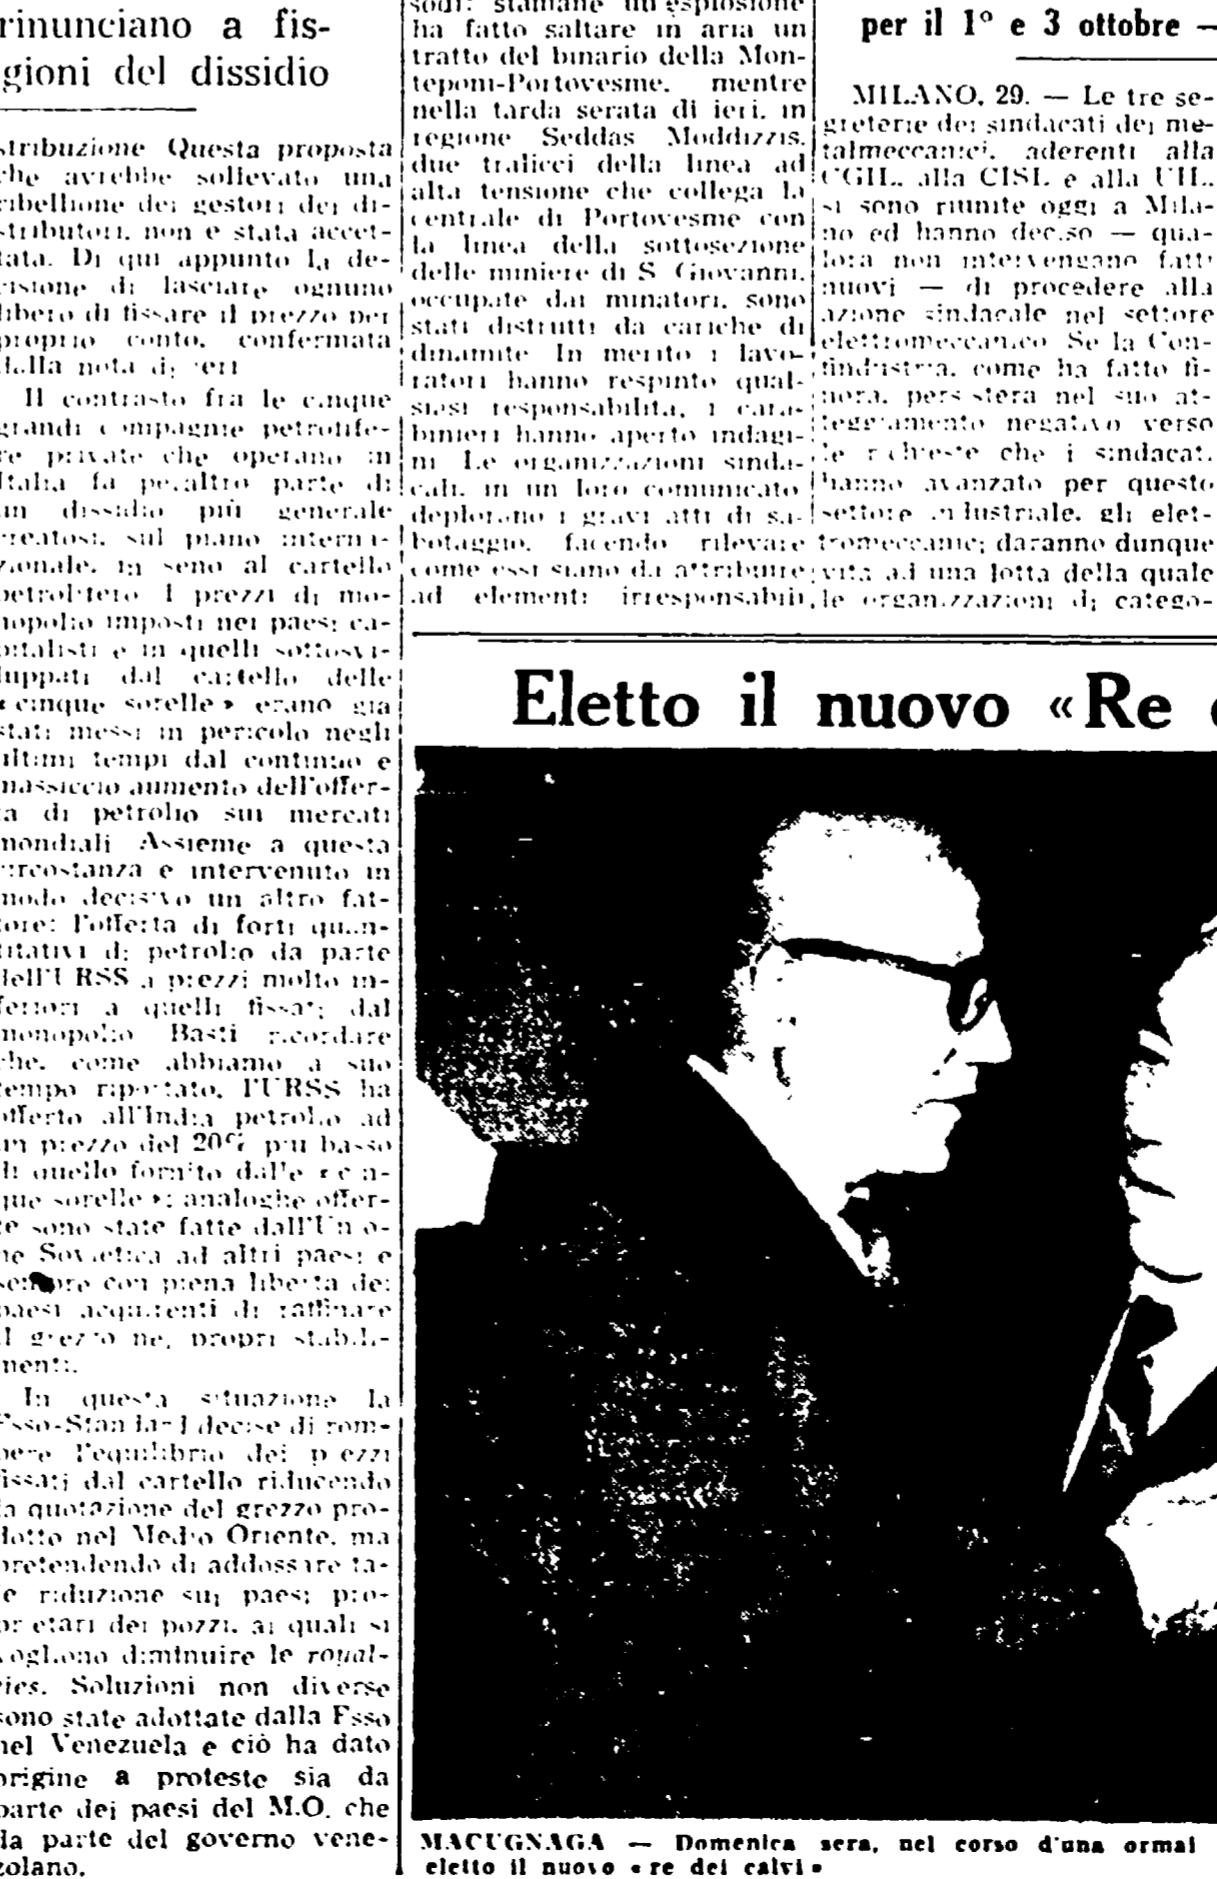 rinunciano a fis-
gioni del dissidio
stribuzione Questa proposta
che avrebbe sollevato una
ribellione dei gestori dei di-
stributori, non è stata accet-
tata. Di qui appunto la de-
cisione di lasciare ognuno
libero di fissare il prezzo per
proprio conto, confermata
dalla nota di ieri
Il contrasto fra le cinque
grandi compagnie petrolife-
re private che operano in
Italia fa peraltro parte di
un dissidio più generale
creatosi, sul piano interna-
zionale, in seno al cartello
petrolifero I prezzi di mo-
nopolio imposti nei paesi ca-
pitalisti e in quelli sottosvi-
luppati dal cartello delle
« cinque sorelle » erano già
stati messi in pericolo negli
ultimi tempi dal continuo e
massiccio aumento dell'offer-
ta di petrolio sui mercati
mondiali Assieme a questa
circostanza è intervenuto in
modo decisivo un altro fat-
tore: l'offerta di forti quan-
titativi di petrolio da parte
dell'URSS a prezzi molto in-
feriori a quelli fissati dal
monopolio Basti ricordare
che, come abbiamo a suo
tempo riportato, l'URSS ha
offerto all'India petrolio ad
un prezzo del 20% più basso
di quello fornito dalle « cin-
que sorelle »; analoghe offer-
te sono state fatte dall'Unio-
ne Sovietica ad altri paesi e
sempre con piena libertà dei
paesi acquirenti di raffinare
il grezzo nei propri stabili-
menti.
In questa situazione la
Esso-Standard decise di rom-
pere l'equilibrio dei prezzi
fissati dal cartello riducendo
la quotazione del grezzo pro-
dotto nel Medio Oriente, ma
pretendendo di addossare ta-
le riduzione sui paesi pro-
prietari dei pozzi, ai quali si
vogliono diminuire le royal-
ties. Soluzioni non diverse
sono state adottate dalla Esso
nel Venezuela e ciò ha dato
origine a proteste sia da
parte dei paesi del M.O. che
da parte del governo vene-
zolano.
sodi: stamane un'esplosione
ha fatto saltare in aria un
tratto del binario della Mon-
teponi-Portovesme, mentre
nella tarda serata di ieri, in
regione Seddas Moddizzis,
due tralicci della linea ad
alta tensione che collega la
centrale di Portovesme con
la linea della sottosezione
delle miniere di S Giovanni,
occupate dai minatori, sono
stati distrutti da cariche di
dinamite In merito i lavo-
ratori hanno respinto qual-
siasi responsabilità, i cara-
binieri hanno aperto indagi-
ni Le organizzazioni sinda-
cali, in un loro comunicato
deplorano i gravi atti di sa-
botaggio, facendo rilevare
come essi siano da attribuire
ad elementi irresponsabili.
per il 1° e 3 ottobre —
MILANO, 29. — Le tre se-
greterie dei sindacati dei me-
talmeccanici, aderenti alla
CGIL, alla CISL e alla UIL,
si sono riunite oggi a Mila-
no ed hanno deciso — qua-
lora non intervengano fatti
nuovi — di procedere alla
azione sindacale nel settore
elettromeccanico Se la Con-
findustria, come ha fatto fi-
nora, persisterà nel suo at-
teggiamento negativo verso
le richieste che i sindacati
hanno avanzato per questo
settore industriale, gli elet-
tromeccanici daranno dunque
vita ad una lotta della quale
le organizzazioni di catego-
Eletto il nuovo « Re
MACUGNAGA — Domenica sera, nel corso d'una ormai
eletto il nuovo « re dei calvi »